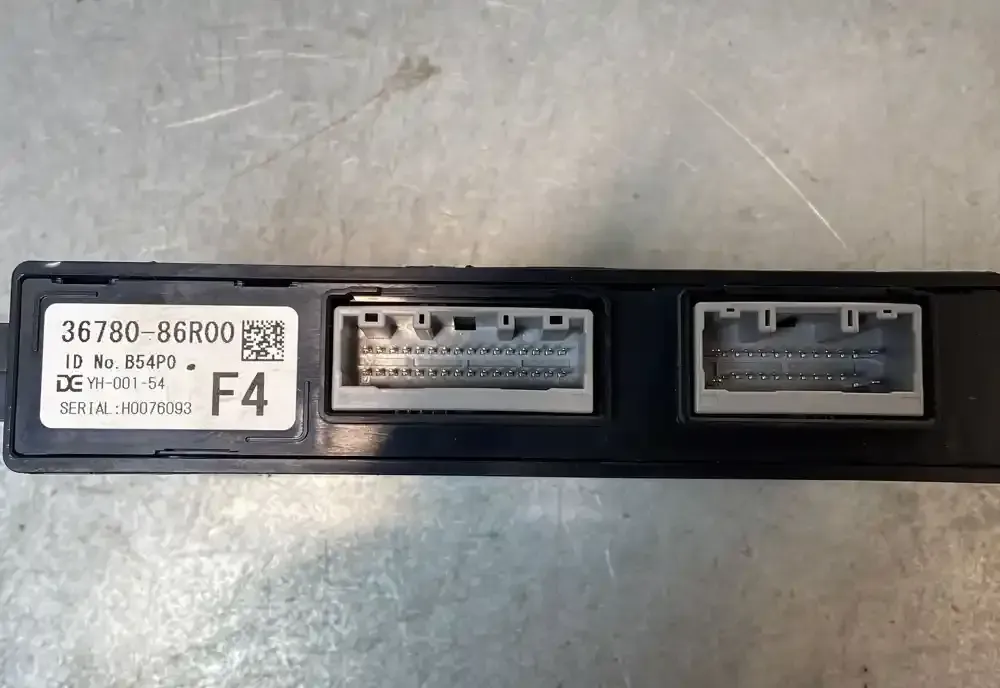 36780-86R00
ID No. B54P0
DE YH-001-54
SERIAL:H0076093
F4